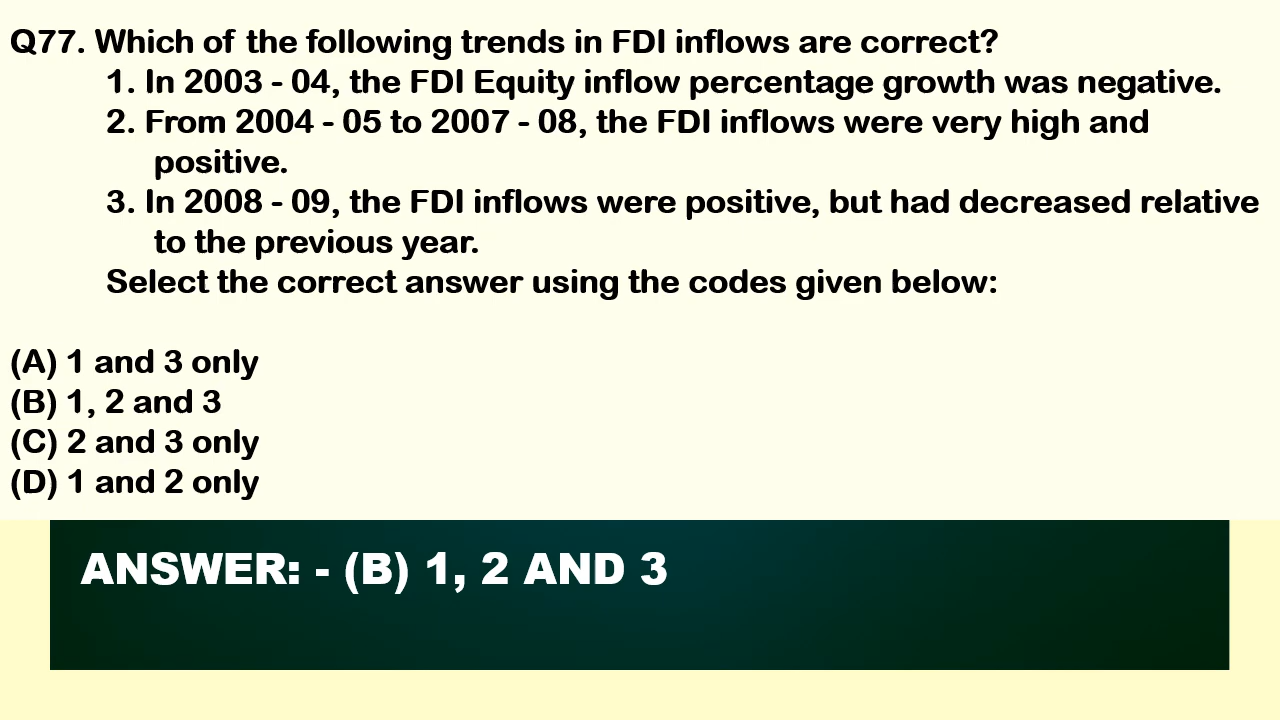 Q77. Which of the following trends in FDI inflows are correct?
1. In 2003 - 04, the FDI Equity inflow percentage growth was negative.
2. From 2004 - 05 to 2007 - 08, the FDI inflows were very high and
positive.
3. In 2008 - 09, the FDI inflows were positive, but had decreased relative
to the previous year.
Select the correct answer using the codes given below:
(A) 1 and 3 only
(B) 1, 2 and 3
(C) 2 and 3 only
(D) 1 and 2 only
ANSWER: - (B) 1, 2 AND 3